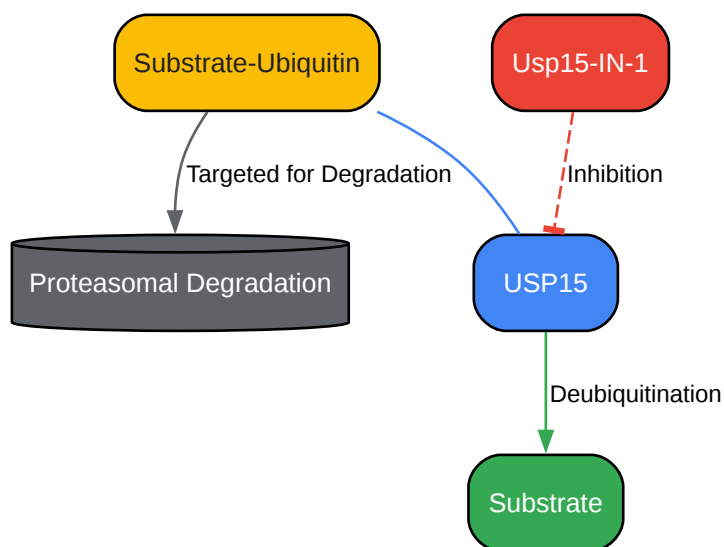 Substrate-Ubiquitin
Usp15-IN-1
Targeted for Degradation
Inhibition
Proteasomal Degradation
USP15
Deubiquitination
Substrate